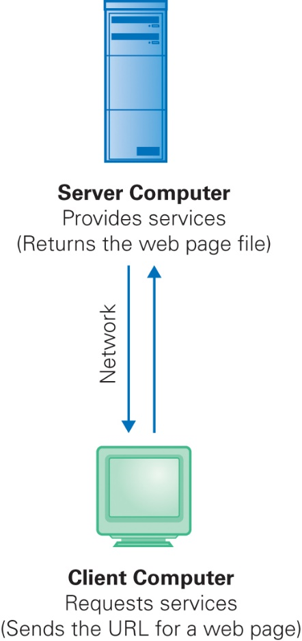 Server Computer
Provides services
(Returns the web page file)
Network
Client Computer
Requests services
(Sends the URL for a web page)